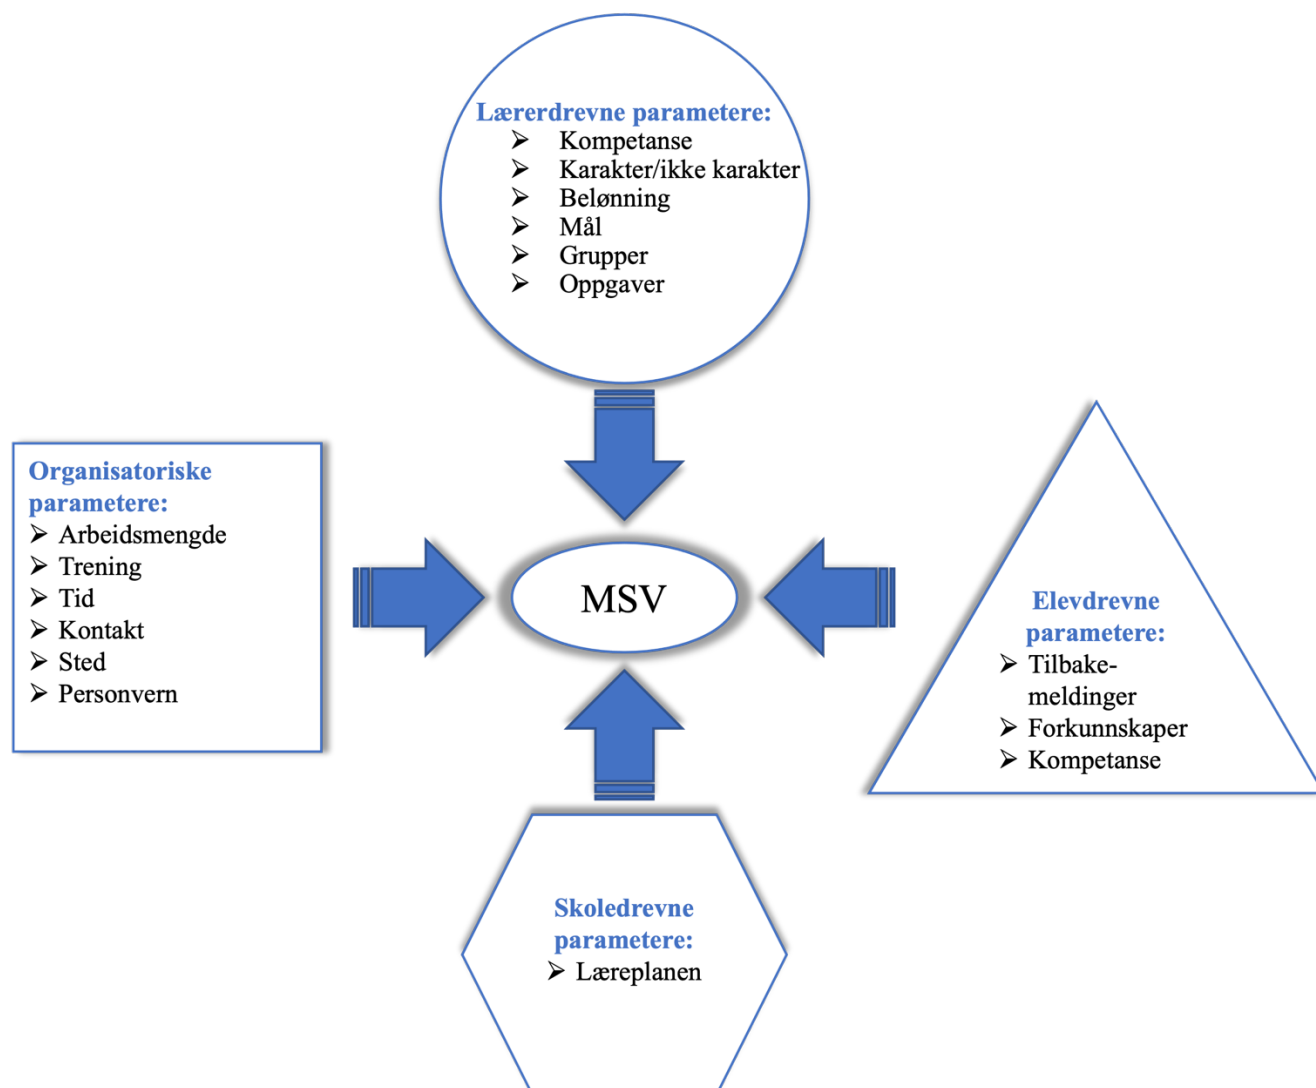 Lærerdrevne parametere:
➢ Kompetanse
➢ Karakter/ikke karakter
➢ Belønning
➢ Mål
➢ Grupper
➢ Oppgaver
Organisatoriske
parametere:
➢ Arbeidsmengde
➢ Trening
➢ Tid
➢ Kontakt
➢ Sted
➢ Personvern
MSV
Elevdrevne
parametere:
➢ Tilbake-
meldinger
➢ Forkunnskaper
➢ Kompetanse
Skoledrevne
parametere:
➢ Læreplanen